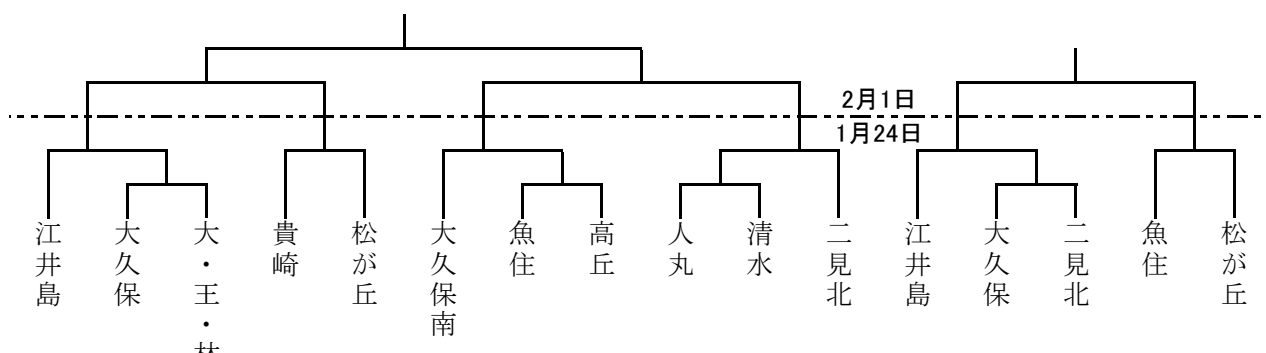 2月1日
1月24日
江井島
大久保
大・王・林
貴崎
松が丘
大久保南
魚住
高丘
人丸
清水
二見北
江井島
大久保
二見北
魚住
松が丘